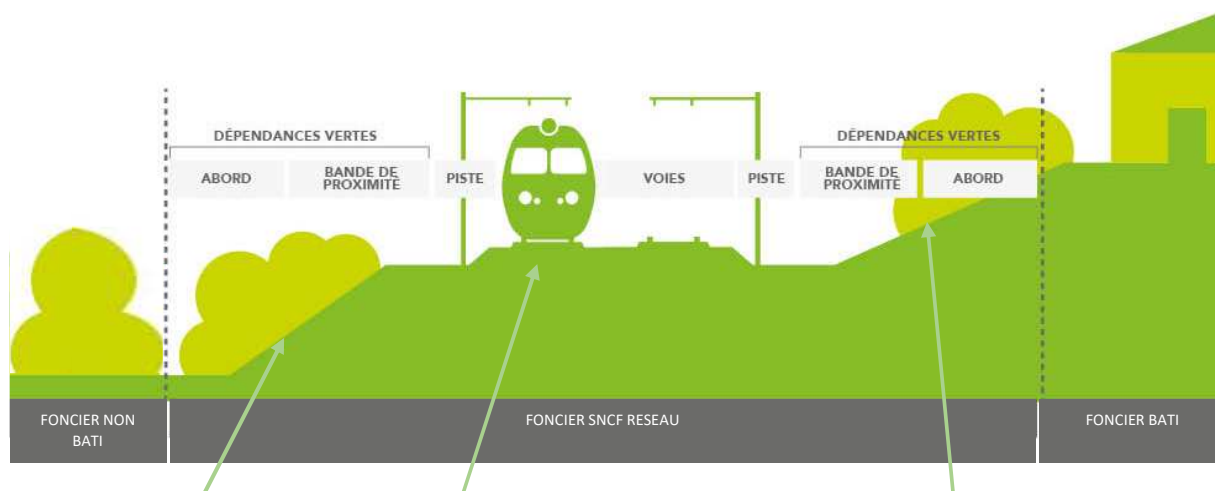 DÉPENDANCES VERTES
DÉPENDANCES VERTES
ABORD
BANDE DE
PROXIMITÉ
PISTE
VOIES
PISTE
BANDE DE
PROXIMITÉ
ABORD
FONCIER NON
BATI
FONCIER SNCF RESEAU
FONCIER BATI